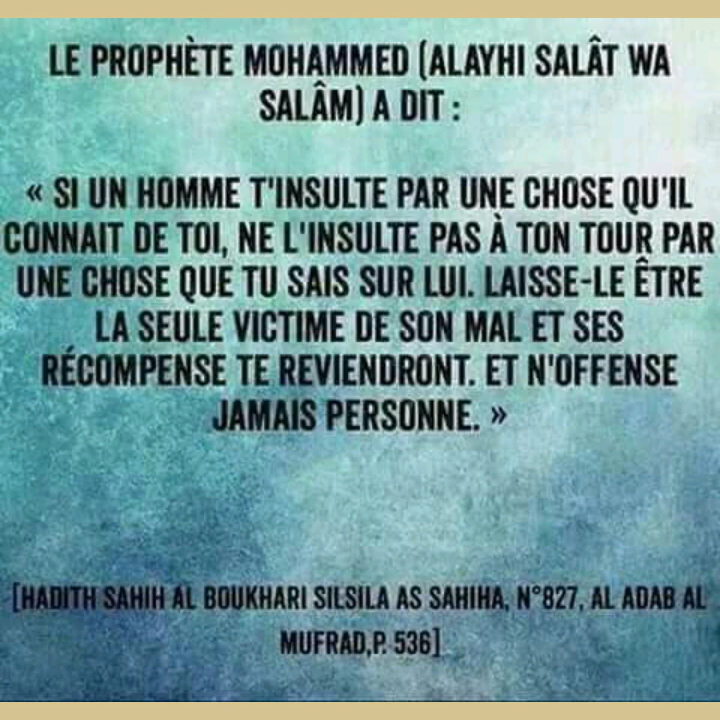 LE PROPHÈTE MOHAMMED (ALAYHI SALÂT WA
SALÂM) A DIT :
« SI UN HOMME T'INSULTE PAR UNE CHOSE QU'IL
CONNAIT DE TOI, NE L'INSULTE PAS À TON TOUR PAR
UNE CHOSE QUE TU SAIS SUR LUI. LAISSE-LE ÊTRE
LA SEULE VICTIME DE SON MAL ET SES
RÉCOMPENSE TE REVIENDRONT. ET N'OFFENSE
JAMAIS PERSONNE. »
[HADITH SAHIH AL BOUKHARI SILSILA AS SAHIHA, N°827, AL ADAB AL
MUFRAD,P. 536]